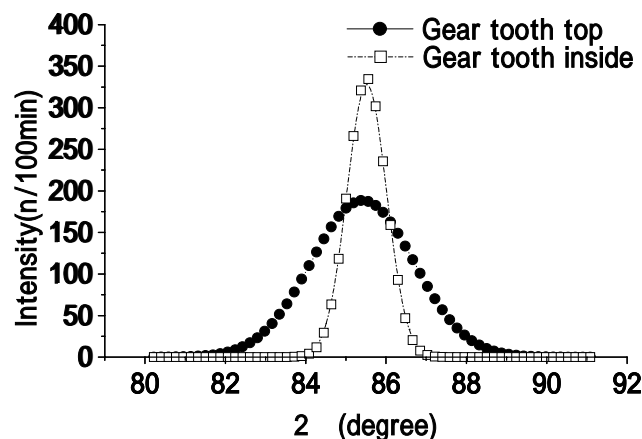 400
350
300
250
200
150
100
50
0
Intensity(n/100min)
Gear tooth top
Gear tooth inside
80 82 84 86 88 90 92
2 (degree)